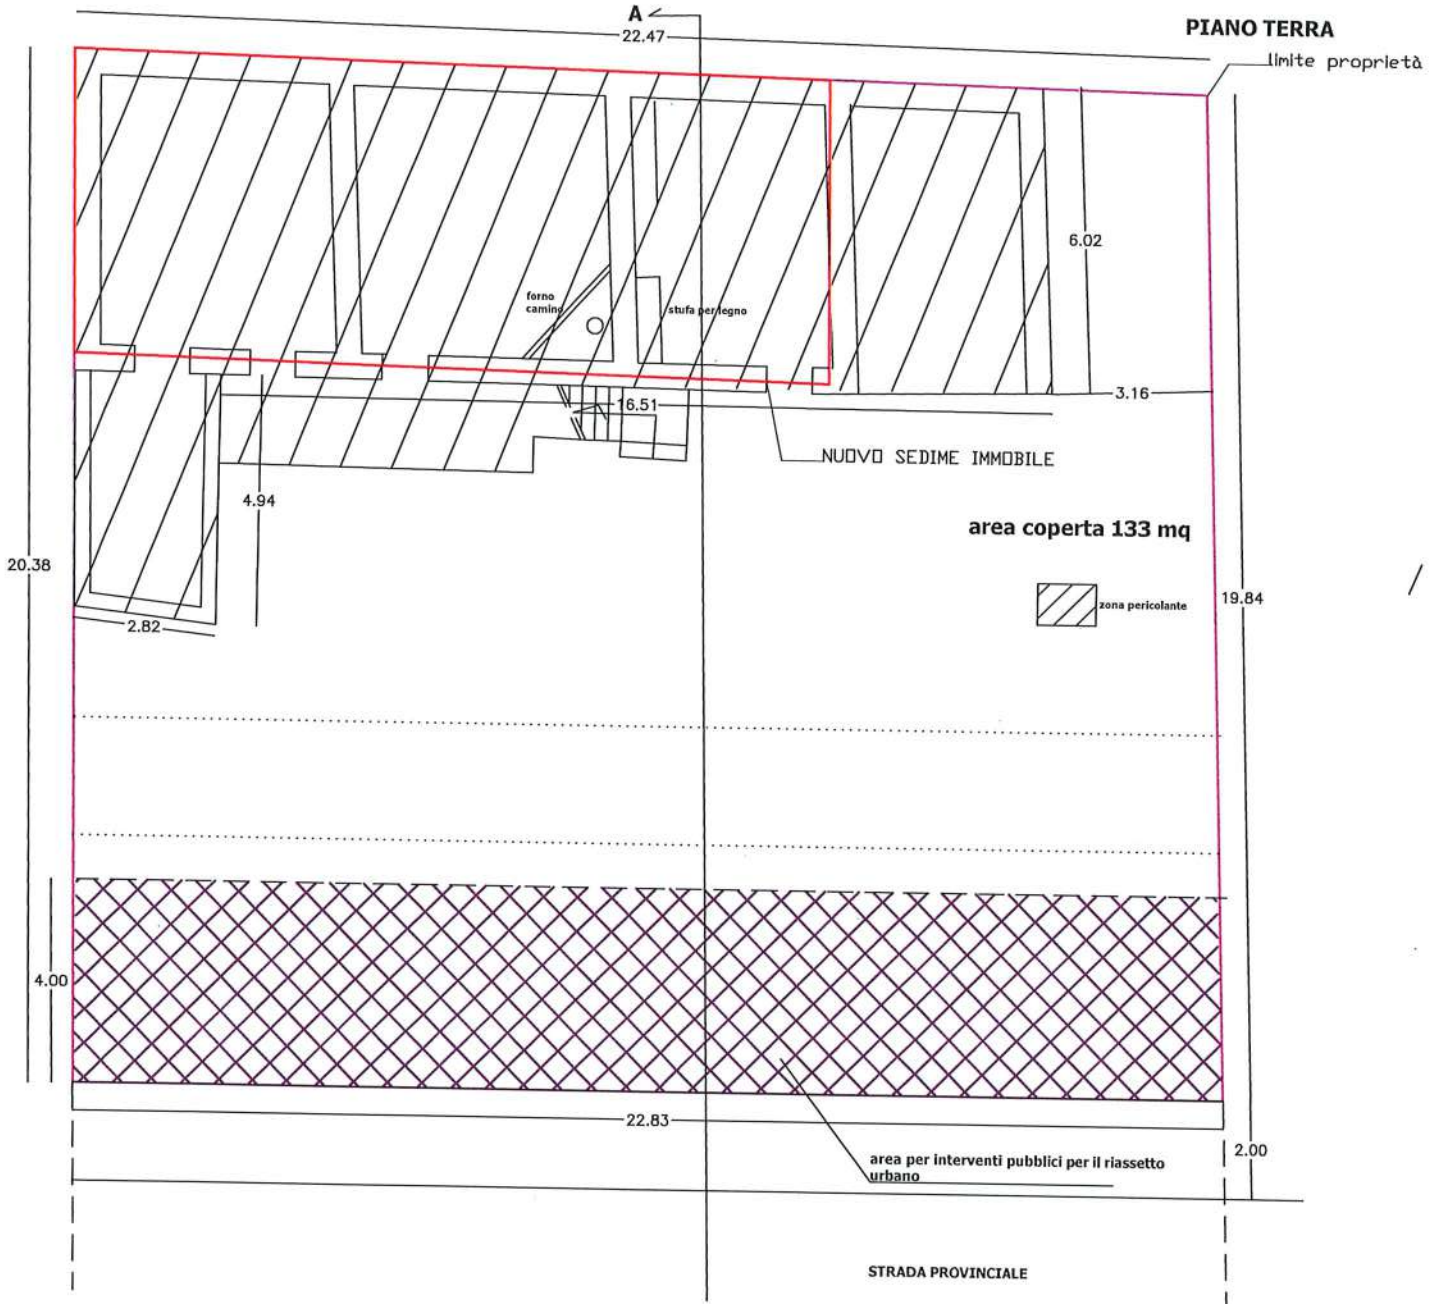 A
22.47
PIANO TERRA
limite proprietà
6.02
forno
camino
stufa per legno
3.16
16.51
NUOVO SEDIME IMMOBILE
4.94
area coperta 133 mq
20.38
19.84
zona pericolante
2.82
4.00
22.83
2.00
area per interventi pubblici per il riassetto
urbano
STRADA PROVINCIALE